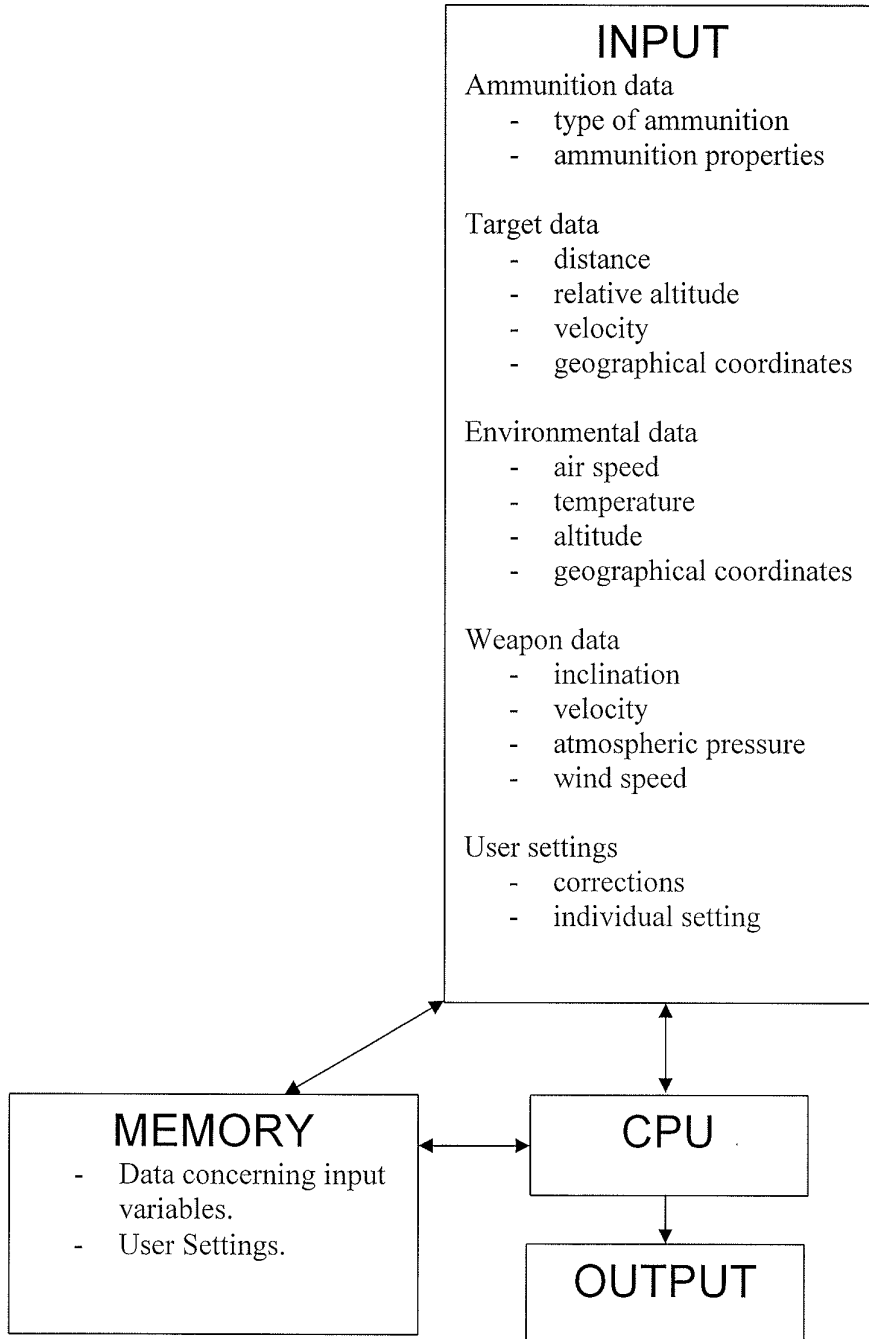 INPUT
Ammunition data
- type of ammunition
- ammunition properties
Target data
- distance
- relative altitude
- velocity
- geographical coordinates
Environmental data
- air speed
- temperature
- altitude
- geographical coordinates
Weapon data
- inclination
- velocity
- atmospheric pressure
- wind speed
User settings
- corrections
- individual setting
MEMORY
- Data concerning input
variables.
- User Settings.
CPU
OUTPUT